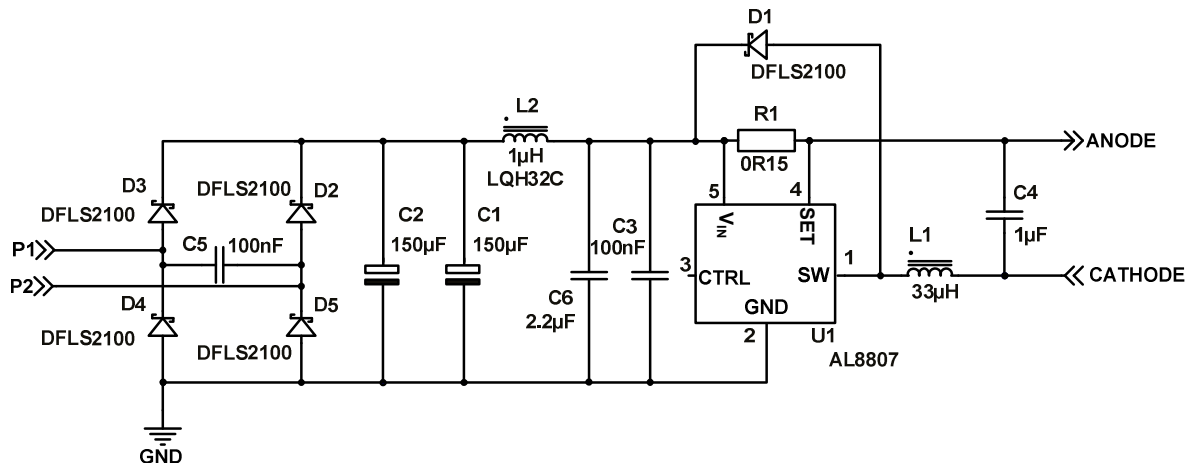 D1
DFLS2100
L2
1µH
LQH32C
R1
0R15
ANODE
D3
DFLS2100
DFLS2100
D2
5
4
V_IN
SET
C4
1µF
P1
C5
100nF
C2
150µF
C1
150µF
C3
100nF
L1
33µH
3
CTRL
SW
1
P2
CATHODE
D4
DFLS2100
D5
DFLS2100
C6
2.2µF
GND
2
U1
AL8807
GND